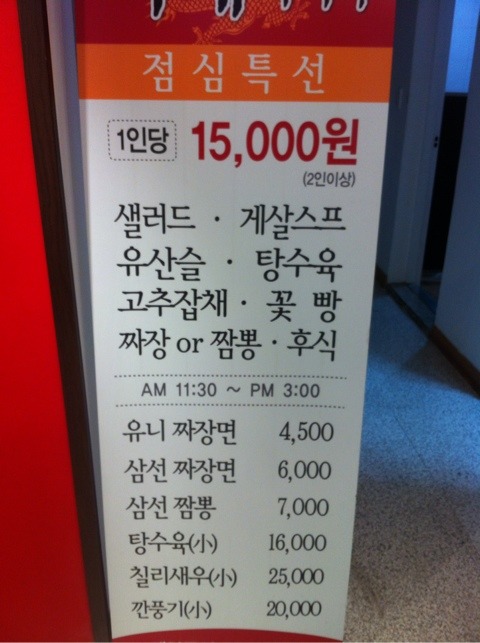 점심특선
1인당 15,000원
(2인이상)
샐러드 · 게살스프
유산슬 · 탕수육
고추잡채 · 꽃빵
짜장 or 짬뽕 · 후식
AM 11:30 ~ PM 3:00
유니 짜장면 4,500
삼선 짜장면 6,000
삼선 짬뽕 7,000
탕수육(小) 16,000
칠리새우(小) 25,000
깐풍기(小) 20,000